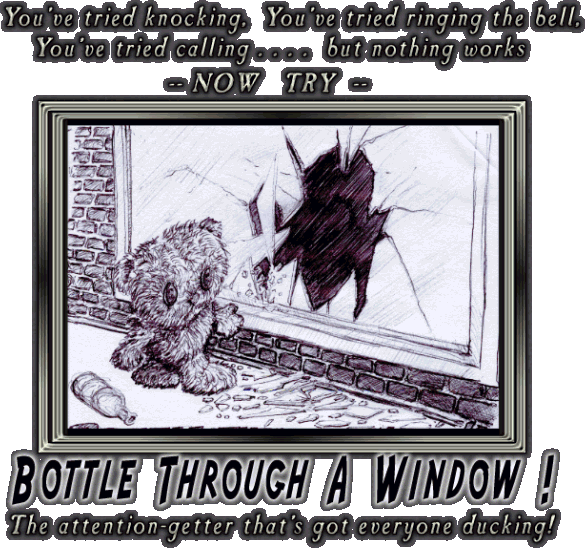 You've tried knocking, You've tried ringing the bell,
You've tried calling . . . . but nothing works
-- NOW TRY --
BOTTLE THROUGH A WINDOW !
The attention-getter that's got everyone ducking!